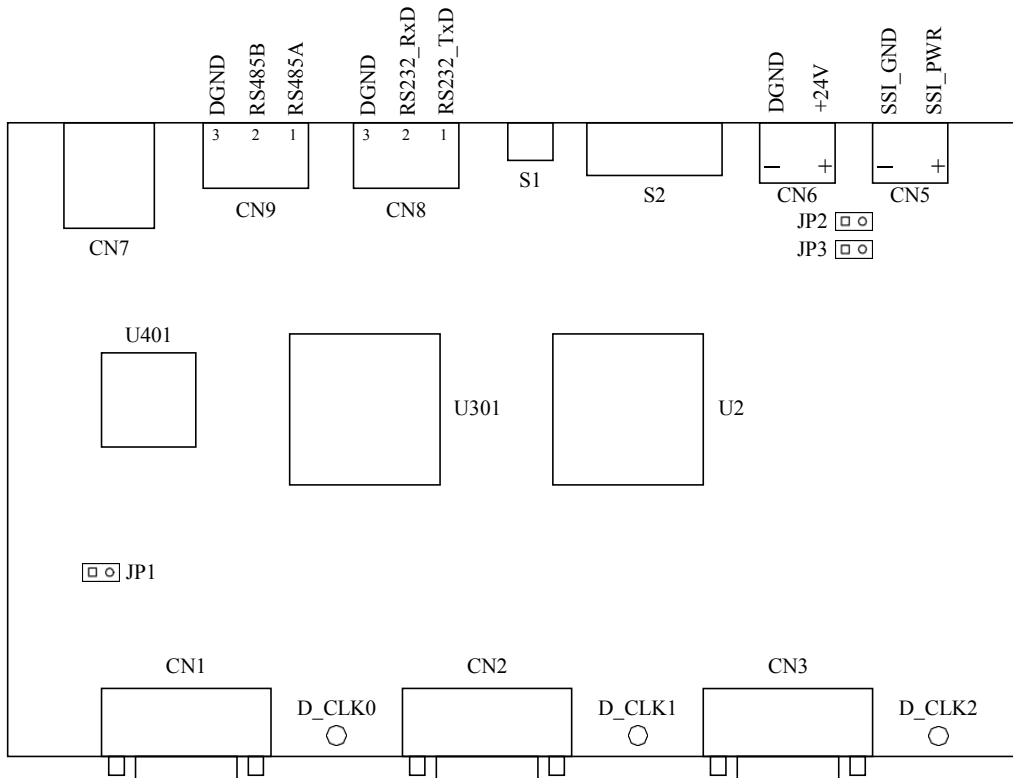 DGND
RS485B
RS485A
DGND
RS232_RxD
RS232_TxD
DGND
+24V
SSI_GND
SSI_PWR
3 2 1
3 2 1
− +
− +
CN7
CN9
CN8
S1
S2
CN6
CN5
JP2
JP3
U401
U301
U2
JP1
CN1
CN2
CN3
D_CLK0
D_CLK1
D_CLK2